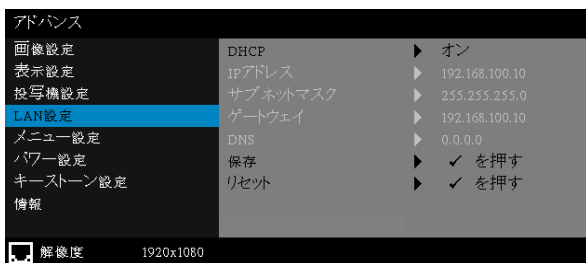 アドバンス
画像設定
表示設定
投写機設定
LAN設定
メニュー設定
パワー設定
キーストーン設定
情報
DHCP ▶ オン
IPアドレス ▶ 192.168.100.10
サブネットマスク ▶ 255.255.255.0
ゲートウェイ ▶ 192.168.100.10
DNS ▶ 0.0.0.0
保存 ▶ ✓ を押す
リセット ▶ ✓ を押す
解像度 1920x1080